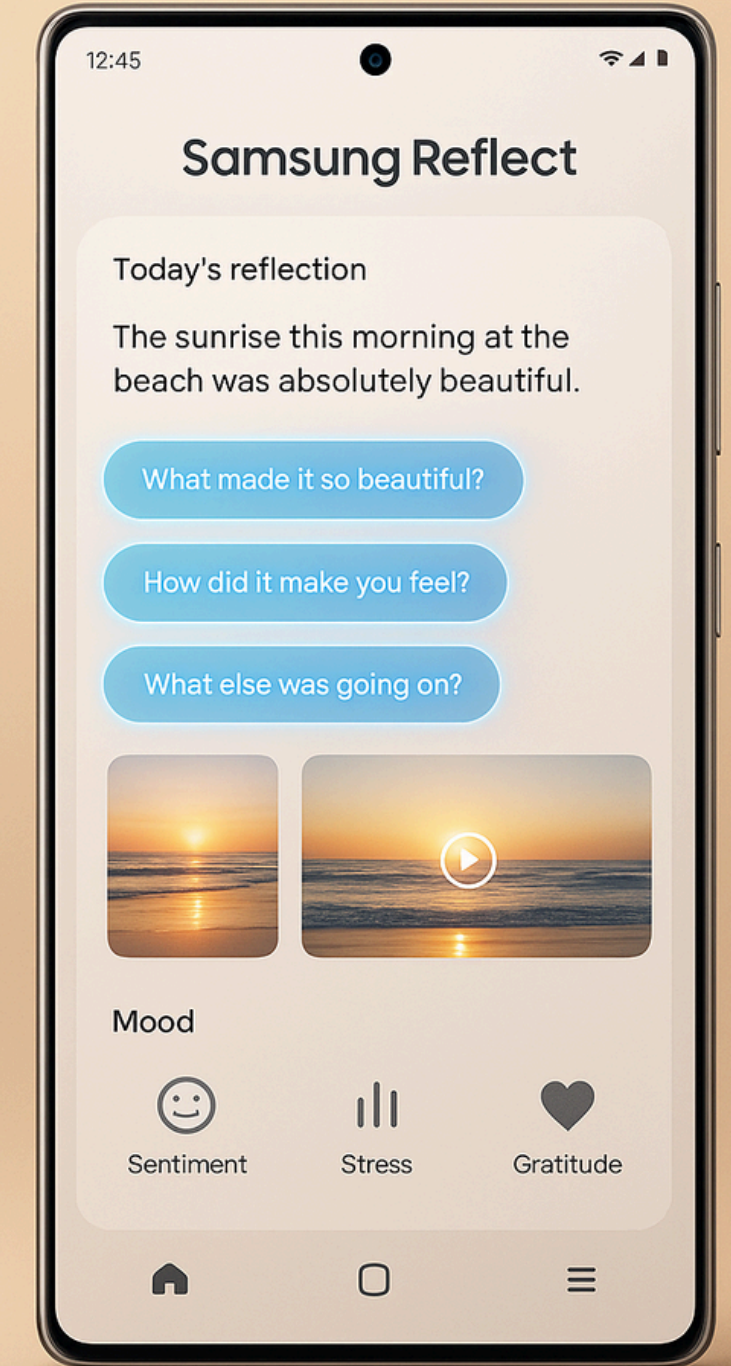 12:45
Samsung Reflect
Today's reflection
The sunrise this morning at the
beach was absolutely beautiful.
What made it so beautiful?
How did it make you feel?
What else was going on?
Mood
Sentiment
Stress
Gratitude